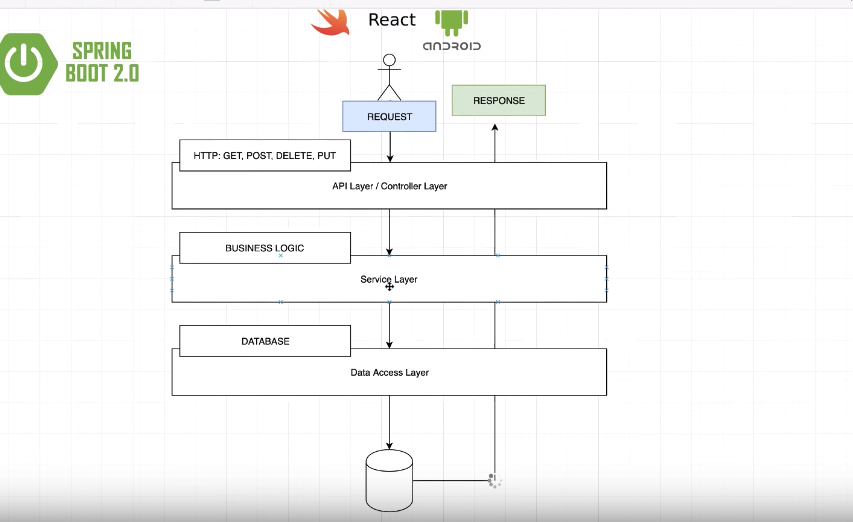 React
ANDROID
SPRING
BOOT 2.0
RESPONSE
REQUEST
HTTP: GET, POST, DELETE, PUT
API Layer / Controller Layer
BUSINESS LOGIC
Service Layer
DATABASE
Data Access Layer